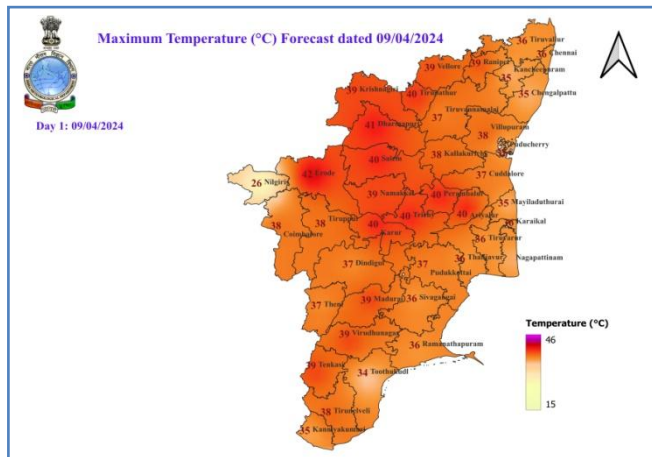 Maximum Temperature (°C) Forecast dated 09/04/2024
Day 1: 09/04/2024
36 Tiruvallur
36 Chennai
39 Ranipet
39 Vellore
35 Kancheepuram
39 Krishnagiri
40 Tirupathur
35 Chengalpattu
37 Tiruvannamalai
41 Dharmapuri
38 Villupuram
Puducherry
40 Salem
38 Kallakurichi
42 Erode
37 Cuddalore
26 Nilgiris
39 Namakkal
40 Perambalur
35 Mayiladuthurai
38 Coimbatore
38 Tiruppur
40 Karur
40 Trichy
40 Ariyalur
Karaikal
36 Tiruvarur
36 Thanjavur
Nagapattinam
37 Dindigul
37 Pudukkottai
37 Theni
39 Madurai
36 Sivagangai
39 Virudhunagar
36 Ramanathapuram
39 Tenkasi
34 Toothukudi
38 Tirunelveli
35 Kanniyakumari
Temperature (°C)
46
15